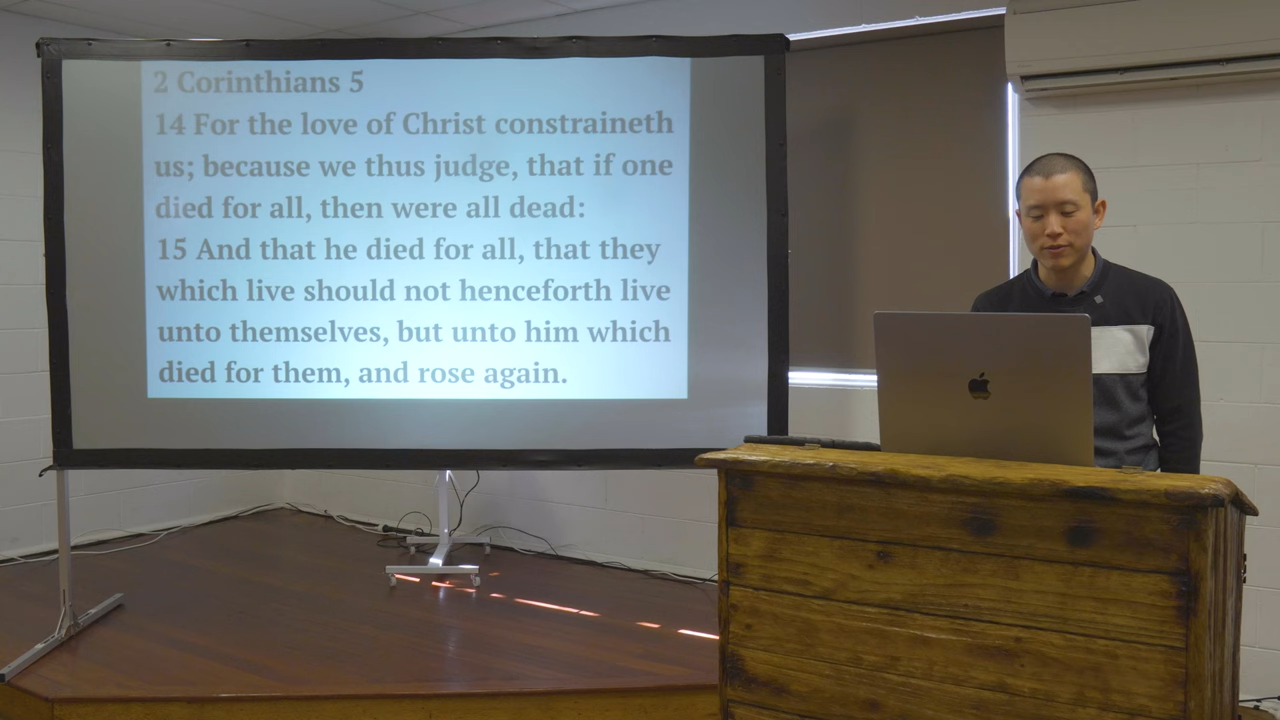 2 Corinthians 5
14 For the love of Christ constraineth
us; because we thus judge, that if one
died for all, then were all dead:
15 And that he died for all, that they
which live should not henceforth live
unto themselves, but unto him which
died for them, and rose again.